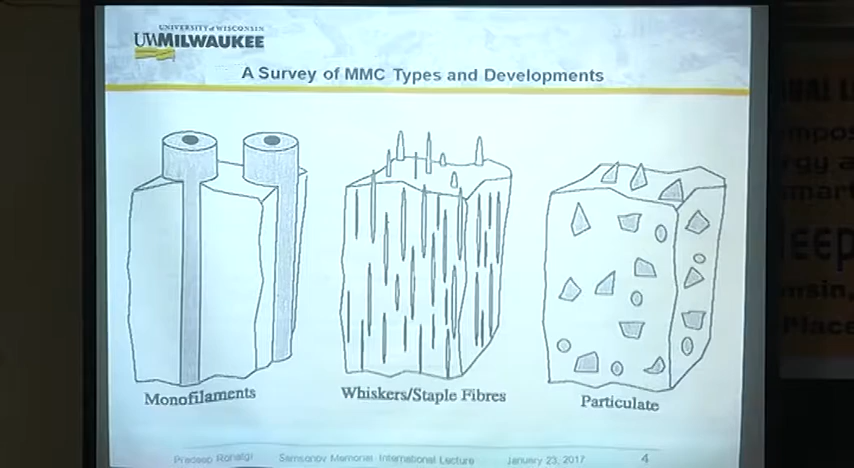 UNIVERSITY of WISCONSIN
UWMILWAUKEE
A Survey of MMC Types and Developments
Monofilaments
Whiskers/Staple Fibres
Particulate
Pradeep Rohatgi Samsonov Memorial International Lecture January 23, 2017 4
Place